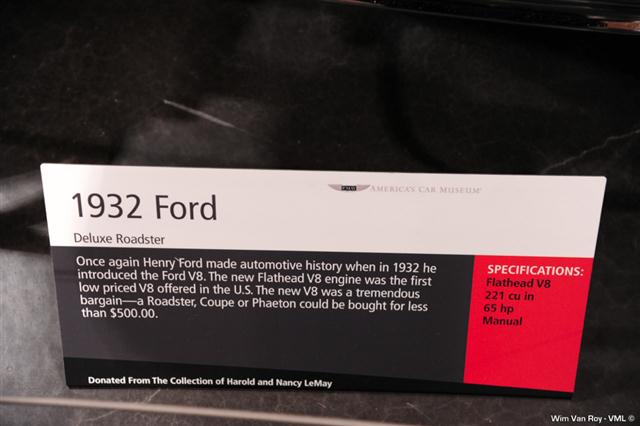 AMERICA'S CAR MUSEUM
1932 Ford
Deluxe Roadster
Once again Henry Ford made automotive history when in 1932 he
introduced the Ford V8. The new Flathead V8 engine was the first
low priced V8 offered in the U.S. The new V8 was a tremendous
bargain—a Roadster, Coupe or Phaeton could be bought for less
than $500.00.
SPECIFICATIONS:
Flathead V8
221 cu in
65 hp
Manual
Donated From The Collection of Harold and Nancy LeMay
Wim Van Roy - VML ©